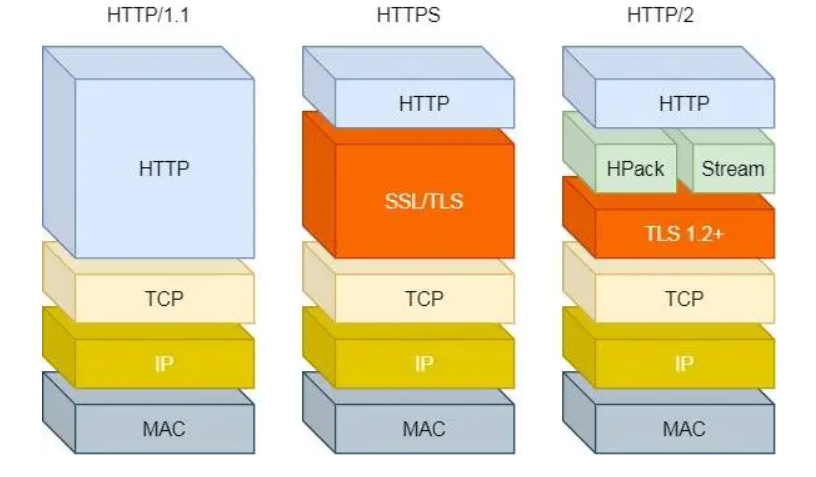 HTTP/1.1
HTTPS
HTTP/2
HTTP
TCP
IP
MAC
HTTP
SSL/TLS
TCP
IP
MAC
HTTP
HPack
Stream
TLS 1.2+
TCP
IP
MAC